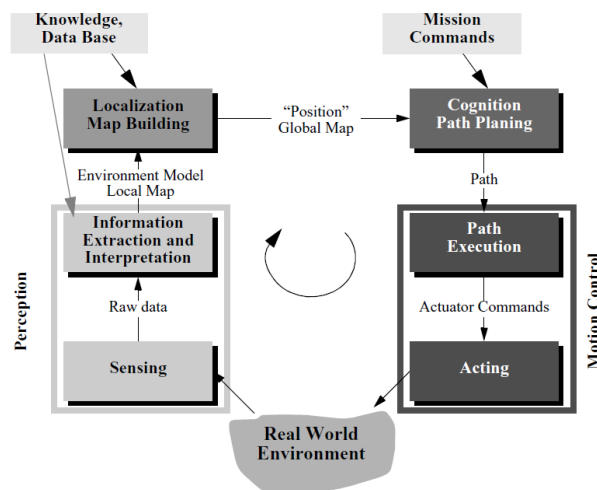 Knowledge,
Data Base
Mission
Commands
Localization
Map Building
“Position”
Global Map
Cognition
Path Planing
Environment Model
Local Map
Path
Information
Extraction and
Interpretation
Path
Execution
Raw data
Actuator Commands
Sensing
Acting
Perception
Motion Control
Real World
Environment